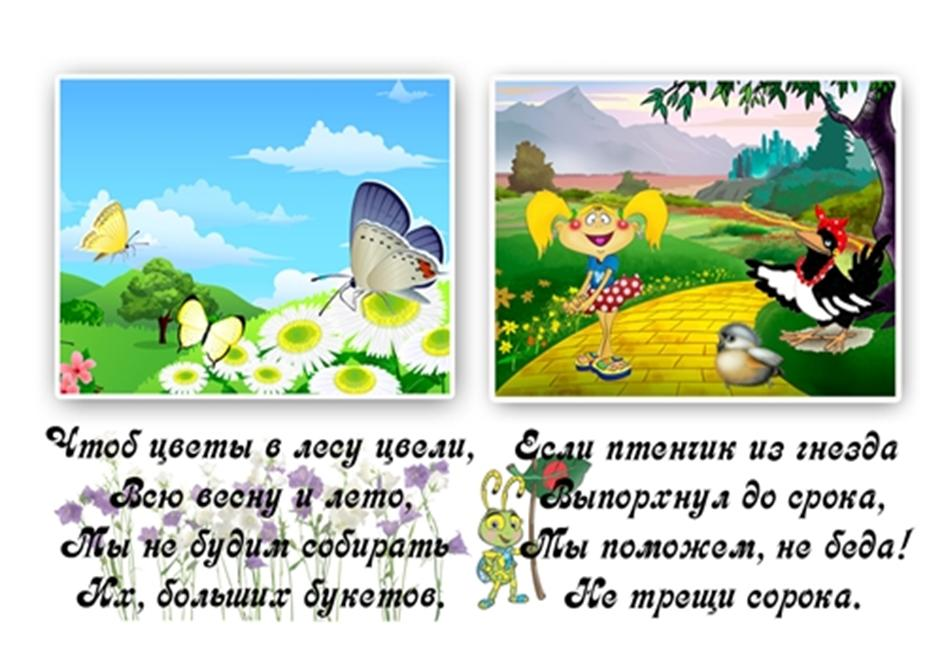 Чтоб цветы в лесу цвели,
Всю весну и лето,
Мы не будим собирать
Их, больших букетов.
Если птенчик из гнезда
Выпорхнул до срока,
Мы поможем, не беда!
Не трещи сорока.